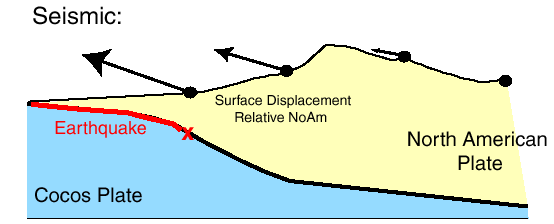 Seismic:
Surface Displacement
Relative NoAm
Earthquake
X
North American
Plate
Cocos Plate